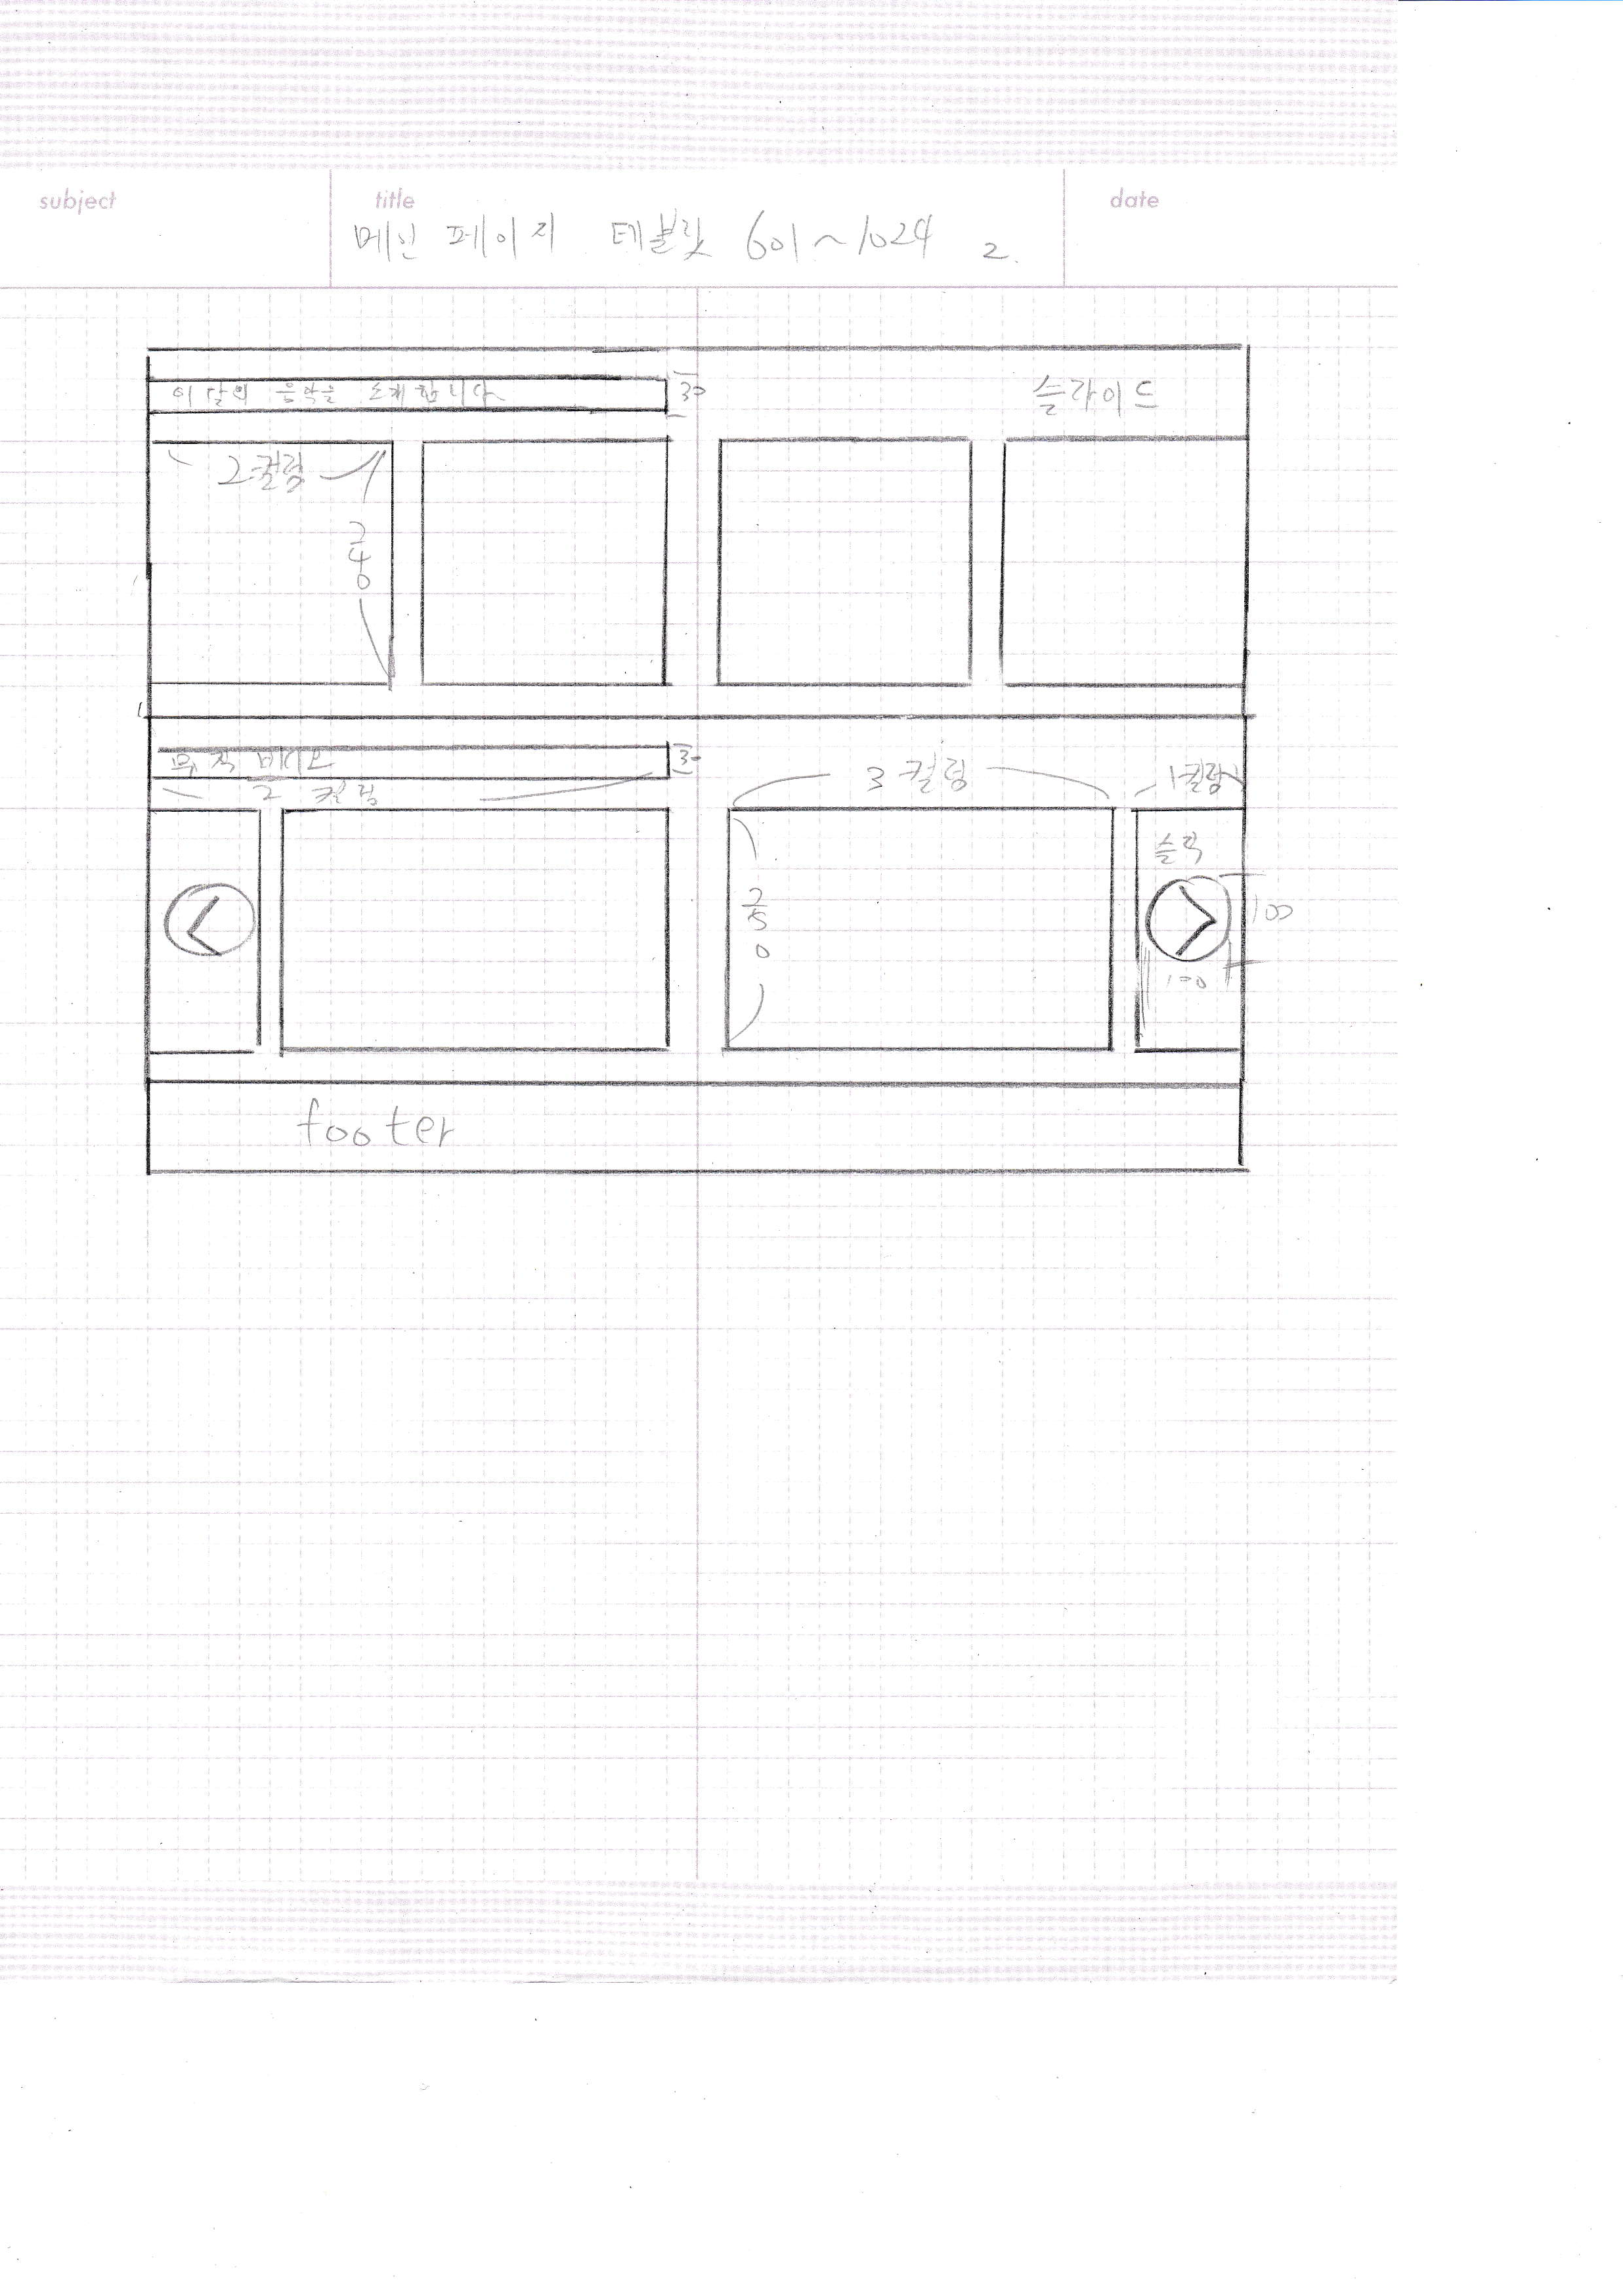 subject
title
date
메인 페이지 테블릿 601~1024 2.
이 달의 음악을 소개합니다
30
슬라이드
2컬럼
240
뮤직비디오
30
2 컬럼
3 컬럼
1컬럼
250
슬릭
100
100
footer